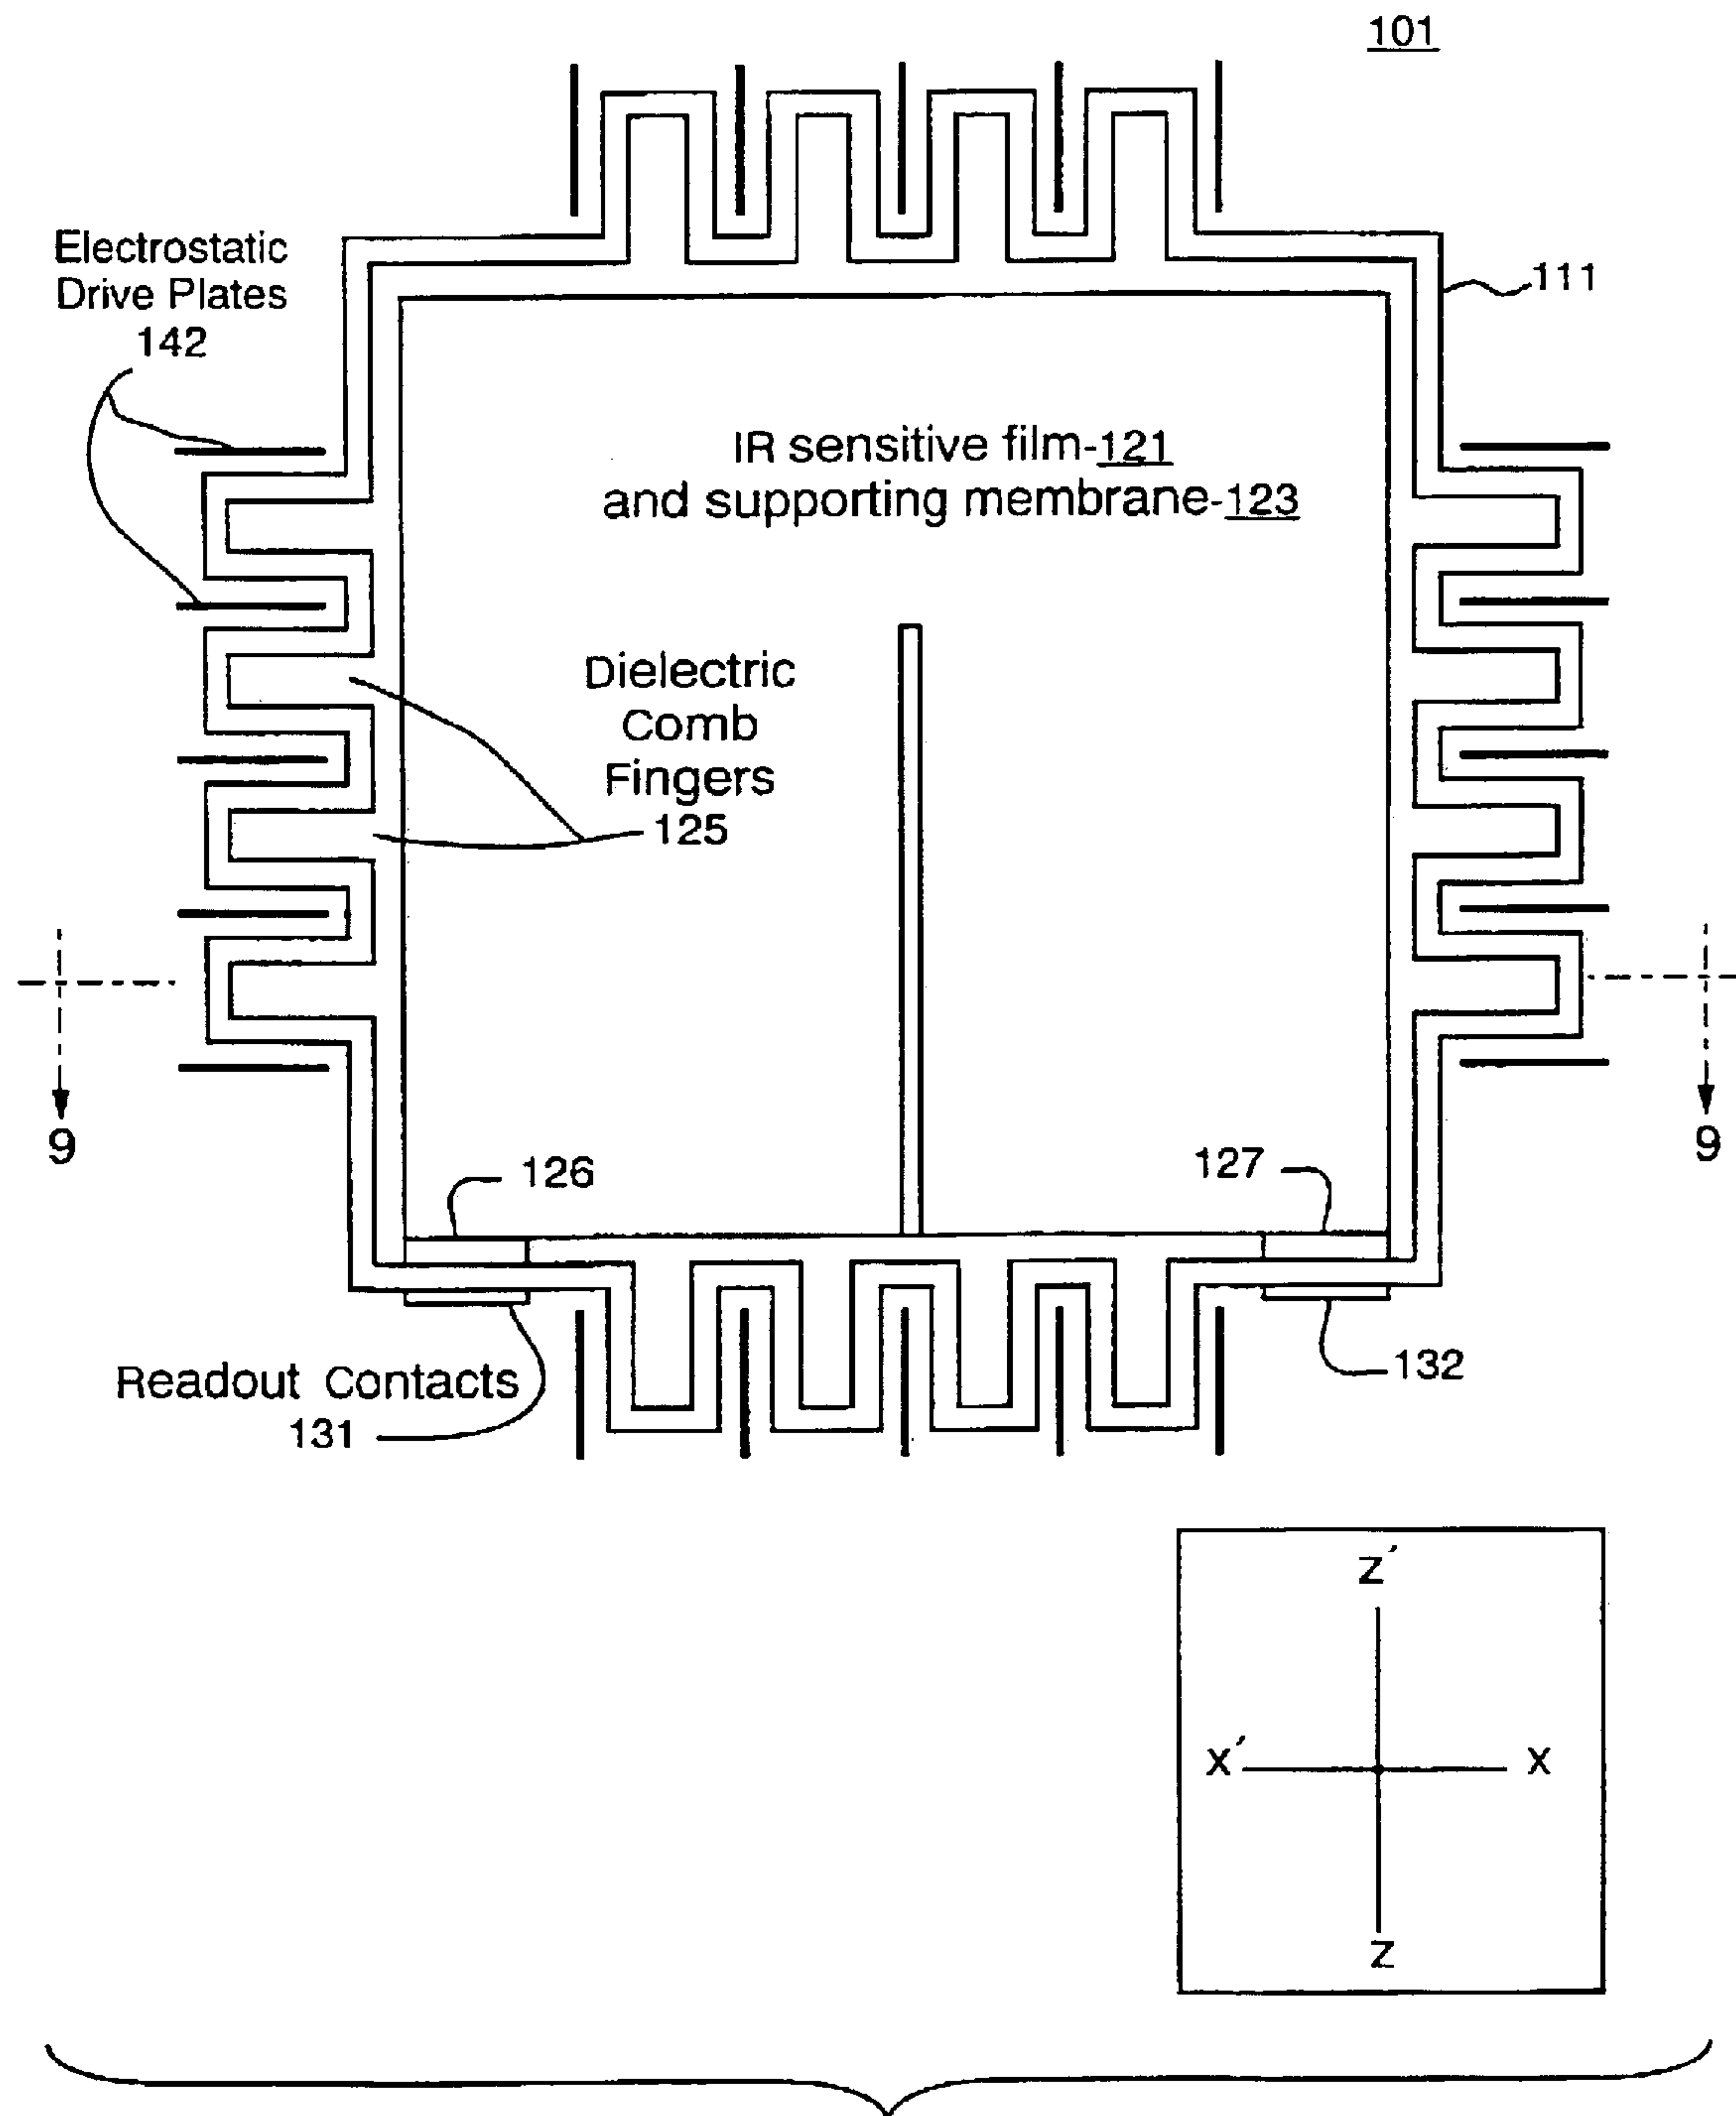 101
Electrostatic
Drive Plates
142
111
IR sensitive film-121
and supporting membrane-123
Dielectric
Comb
Fingers
125
9
9
126
127
Readout Contacts
131
132
z′
x′
x
z